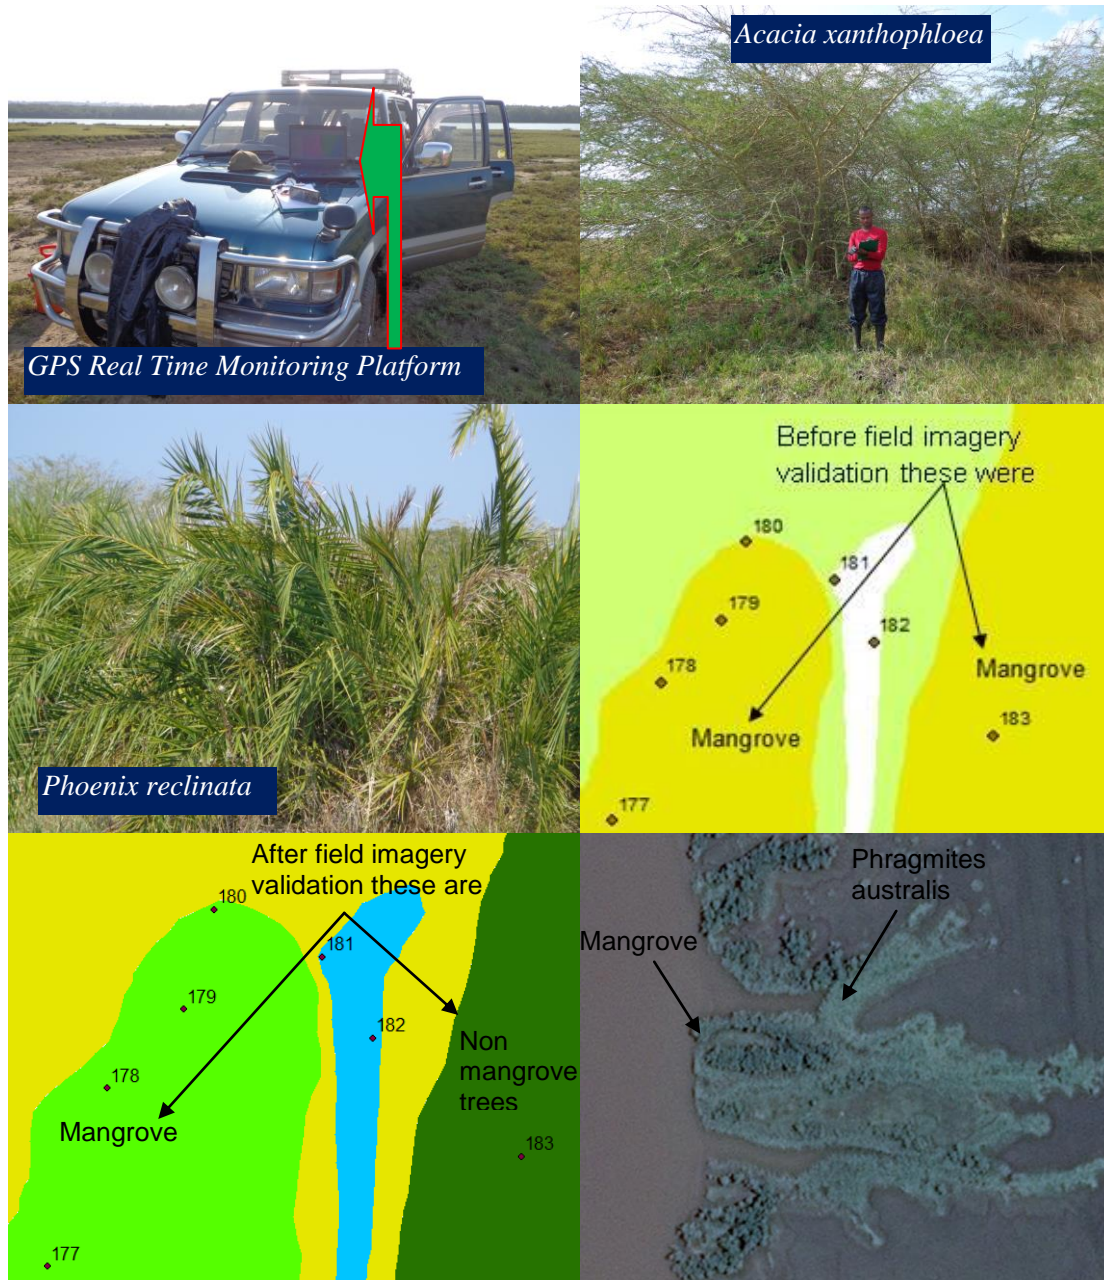 GPS Real Time Monitoring Platform
Acacia xanthophloea
Phoenix reclinata
Before field imagery
validation these were
180
181
179
182
178
Mangrove
Mangrove
183
177
After field imagery
validation these are
180
181
179
182
Non
mangrove
trees
178
Mangrove
183
177
Phragmites
australis
Mangrove